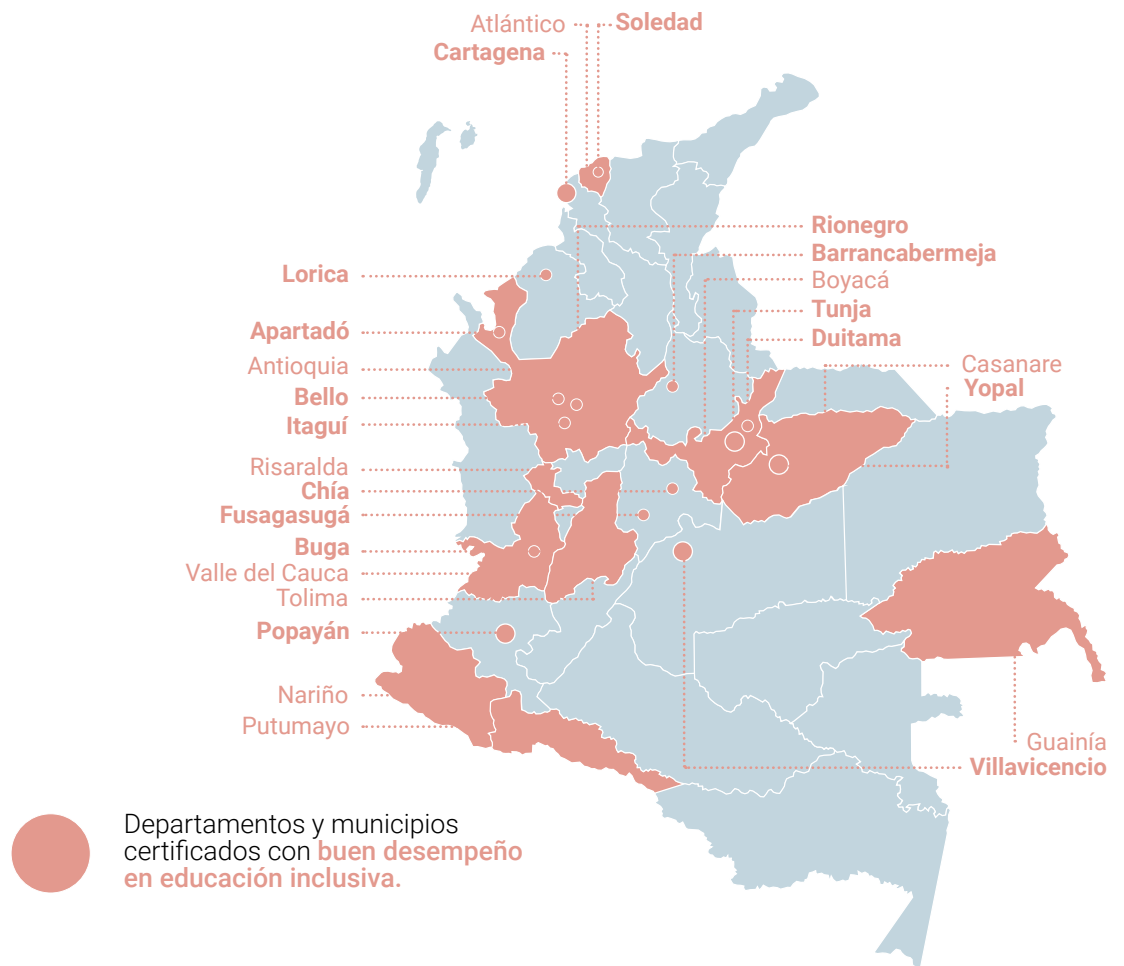 Atlántico
Soledad
Cartagena
Rionegro
Barrancabermeja
Boyacá
Tunja
Duitama
Casanare
Yopal
Lorica
Apartadó
Antioquia
Bello
Itaguí
Risaralda
Chía
Fusagasugá
Buga
Valle del Cauca
Tolima
Popayán
Nariño
Putumayo
Guainía
Villavicencio
Departamentos y municipios
certificados con buen desempeño
en educación inclusiva.